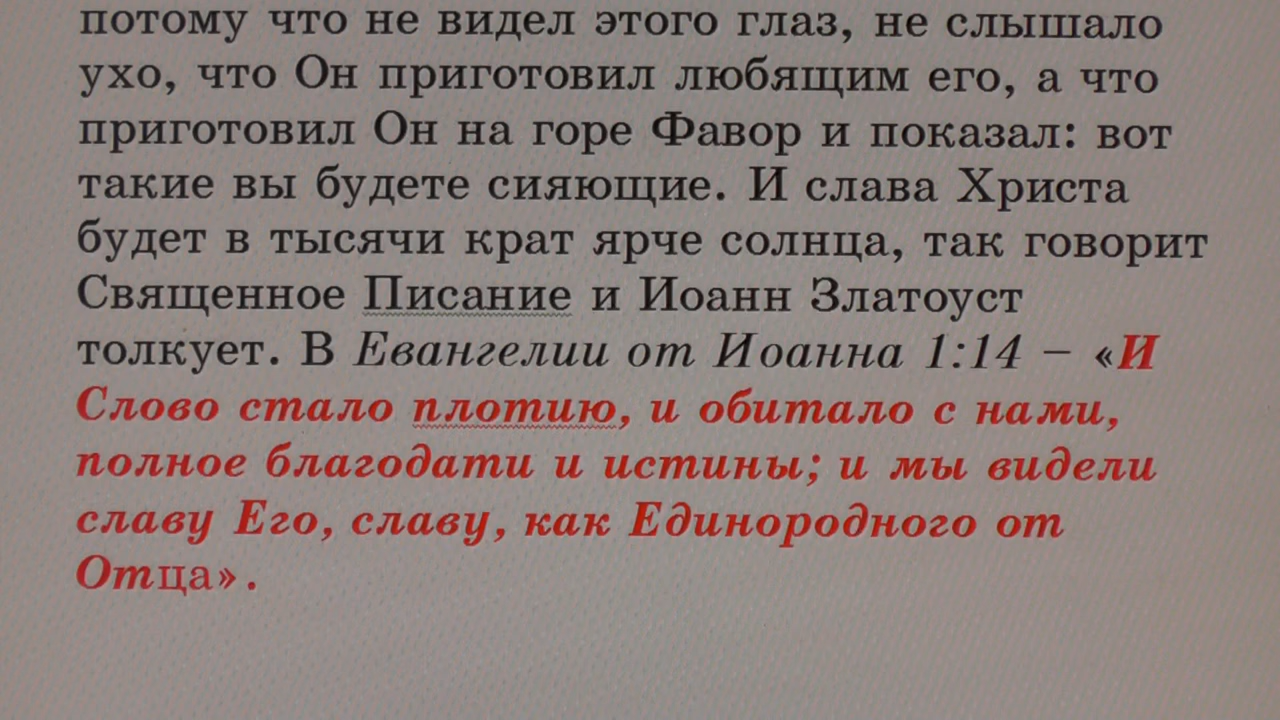 потому что не видел этого глаз, не слышало
ухо, что Он приготовил любящим его, а что
приготовил Он на горе Фавор и показал: вот
такие вы будете сияющие. И слава Христа
будет в тысячи крат ярче солнца, так говорит
Священное Писание и Иоанн Златоуст
толкует. В Евангелии от Иоанна 1:14 – «И
Слово стало плотию, и обитало с нами,
полное благодати и истины; и мы видели
славу Его, славу, как Единородного от
Отца».